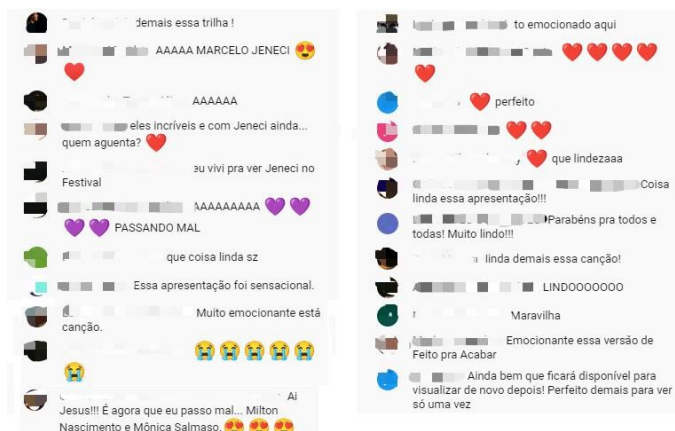 demais essa trilha !
AAAAA MARCELO JENECI 😍
❤️
AAAAAA
eles incríveis e com Jeneci ainda...
quem aguenta? ❤️
eu vivi pra ver Jeneci no
Festival
AAAAAAAAA 💜 💜
💜 💜 PASSANDO MAL
que coisa linda sz
Essa apresentação foi sensacional.
Muito emocionante está
canção.
😭 😭 😭 😭 😭
😭
Ai
Jesus!!! É agora que eu passo mal... Milton
Nascimento e Mônica Salmaso. 😍 😍 😍
to emocionado aqui
❤️ ❤️ ❤️ ❤️
❤️
❤️ perfeito
❤️ ❤️
❤️ que lindezaaa
Coisa
linda essa apresentação!!!
Parabéns pra todos e
todas! Muito lindo!!!
linda demais essa canção!
LINDOOOOOOO
Maravilha
Emocionante essa versão de
Feito pra Acabar
Ainda bem que ficará disponível para
visualizar de novo depois! Perfeito demais para ver
só uma vez